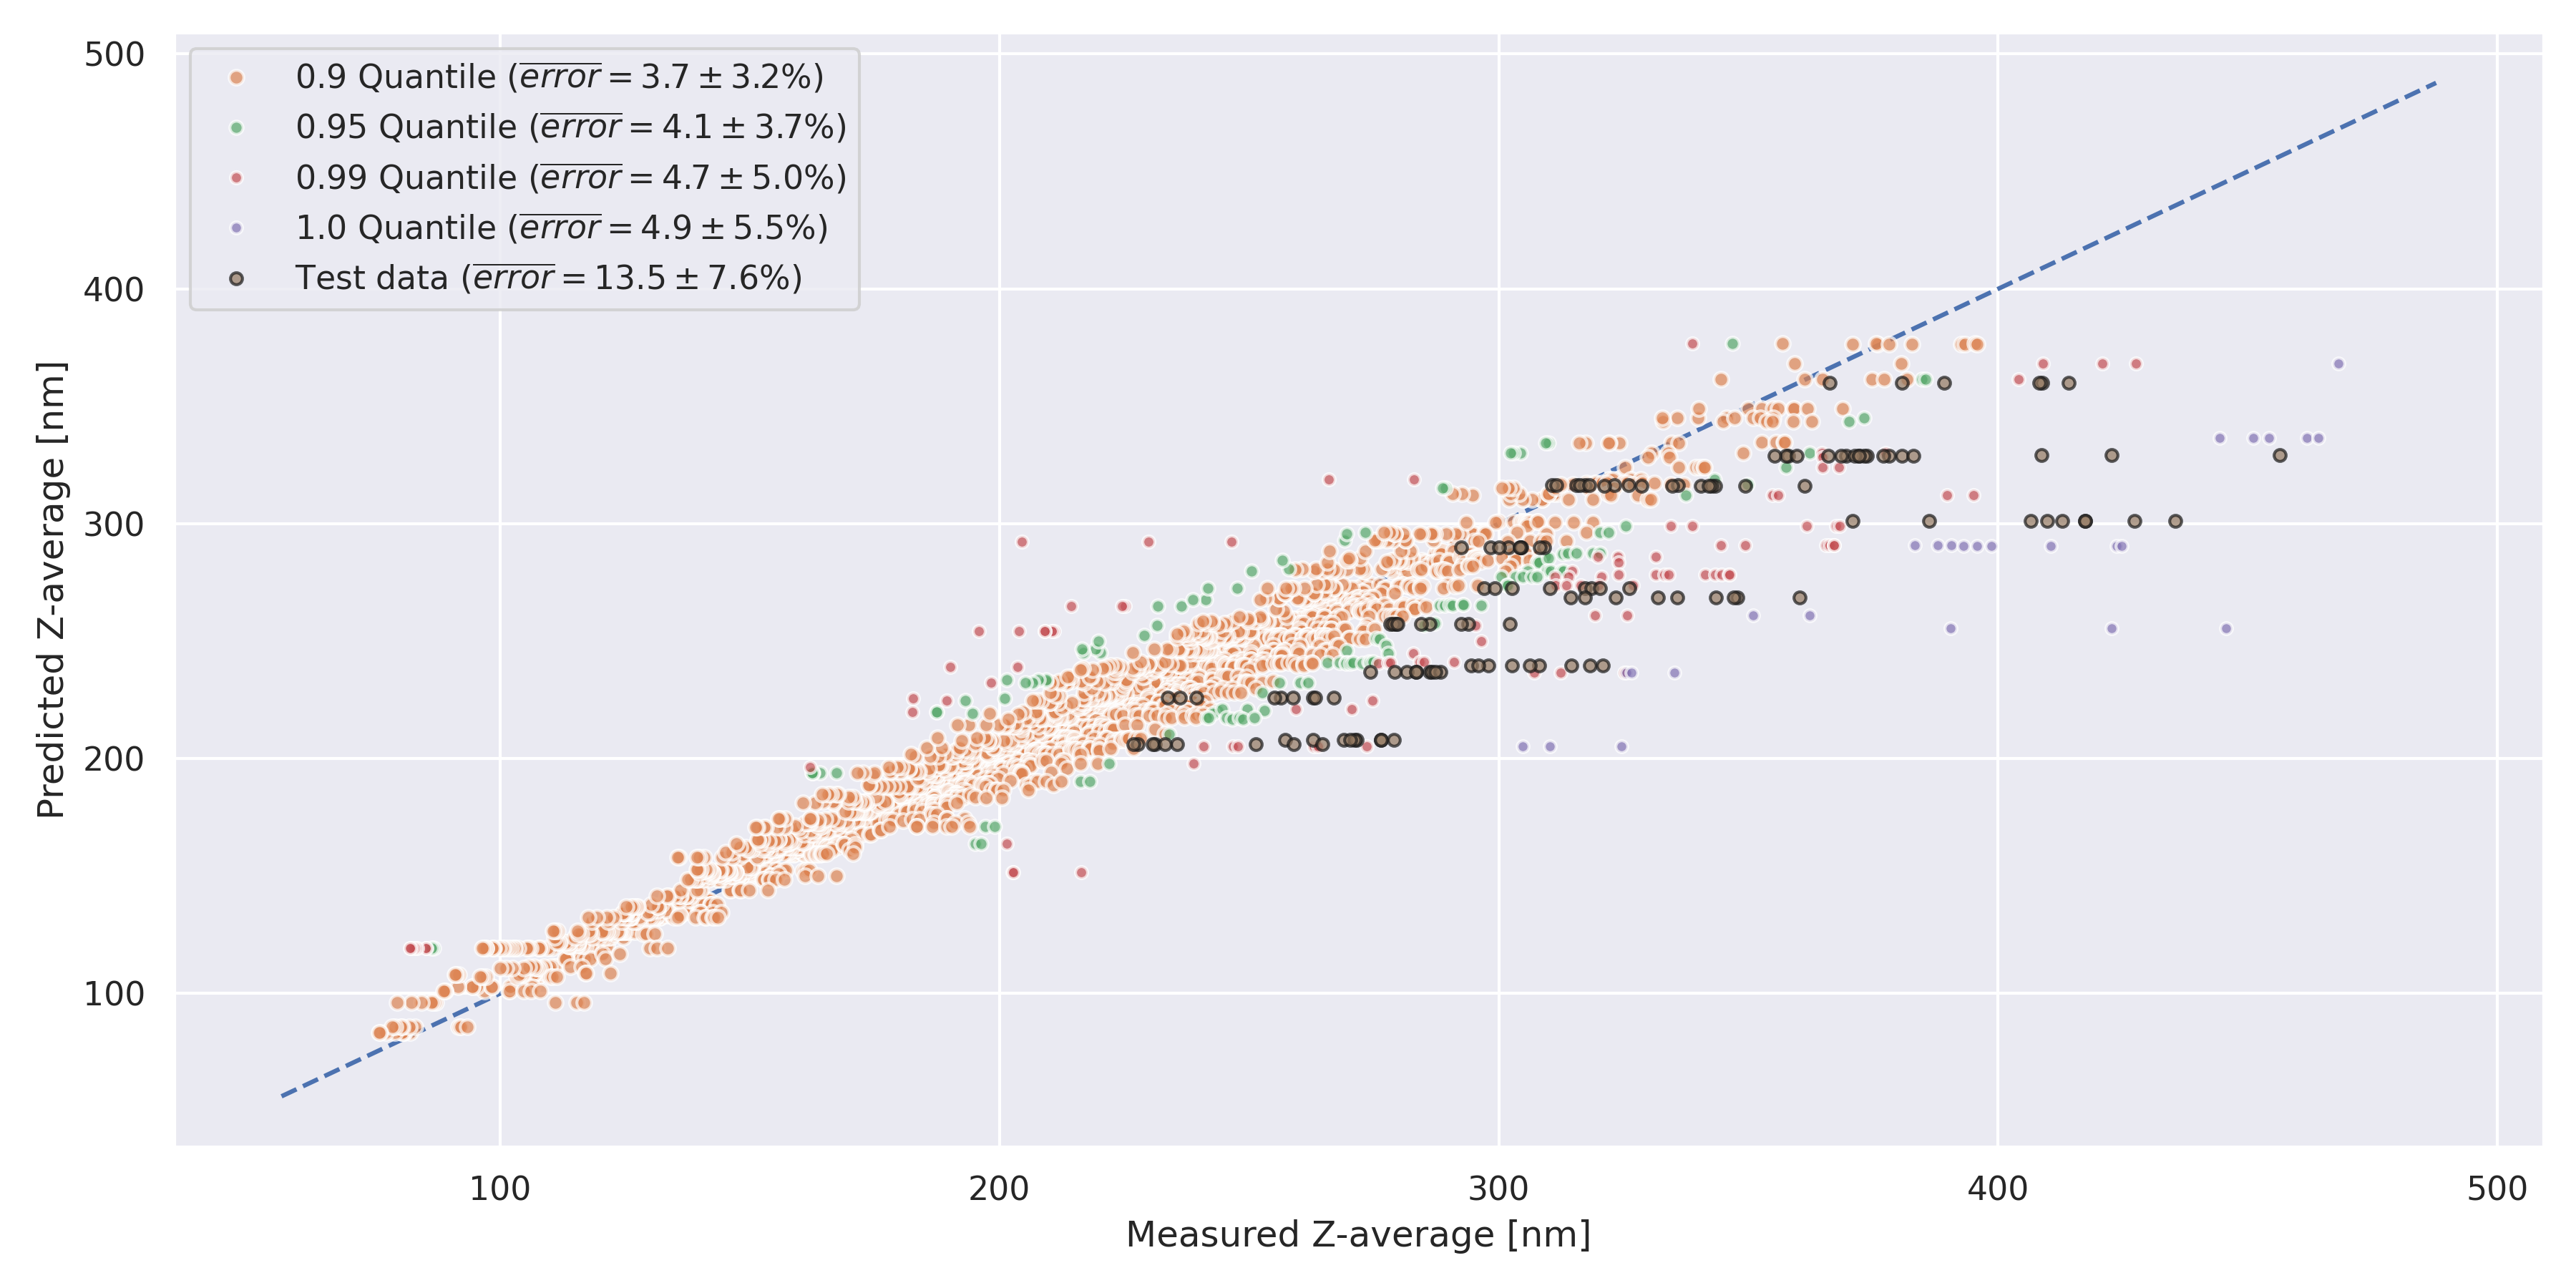 500
400
300
200
100
Predicted Z-average [nm]
0.9 Quantile (error = 3.7 ± 3.2%)
0.95 Quantile (error = 4.1 ± 3.7%)
0.99 Quantile (error = 4.7 ± 5.0%)
1.0 Quantile (error = 4.9 ± 5.5%)
Test data (error = 13.5 ± 7.6%)
100 200 300 400 500
Measured Z-average [nm]